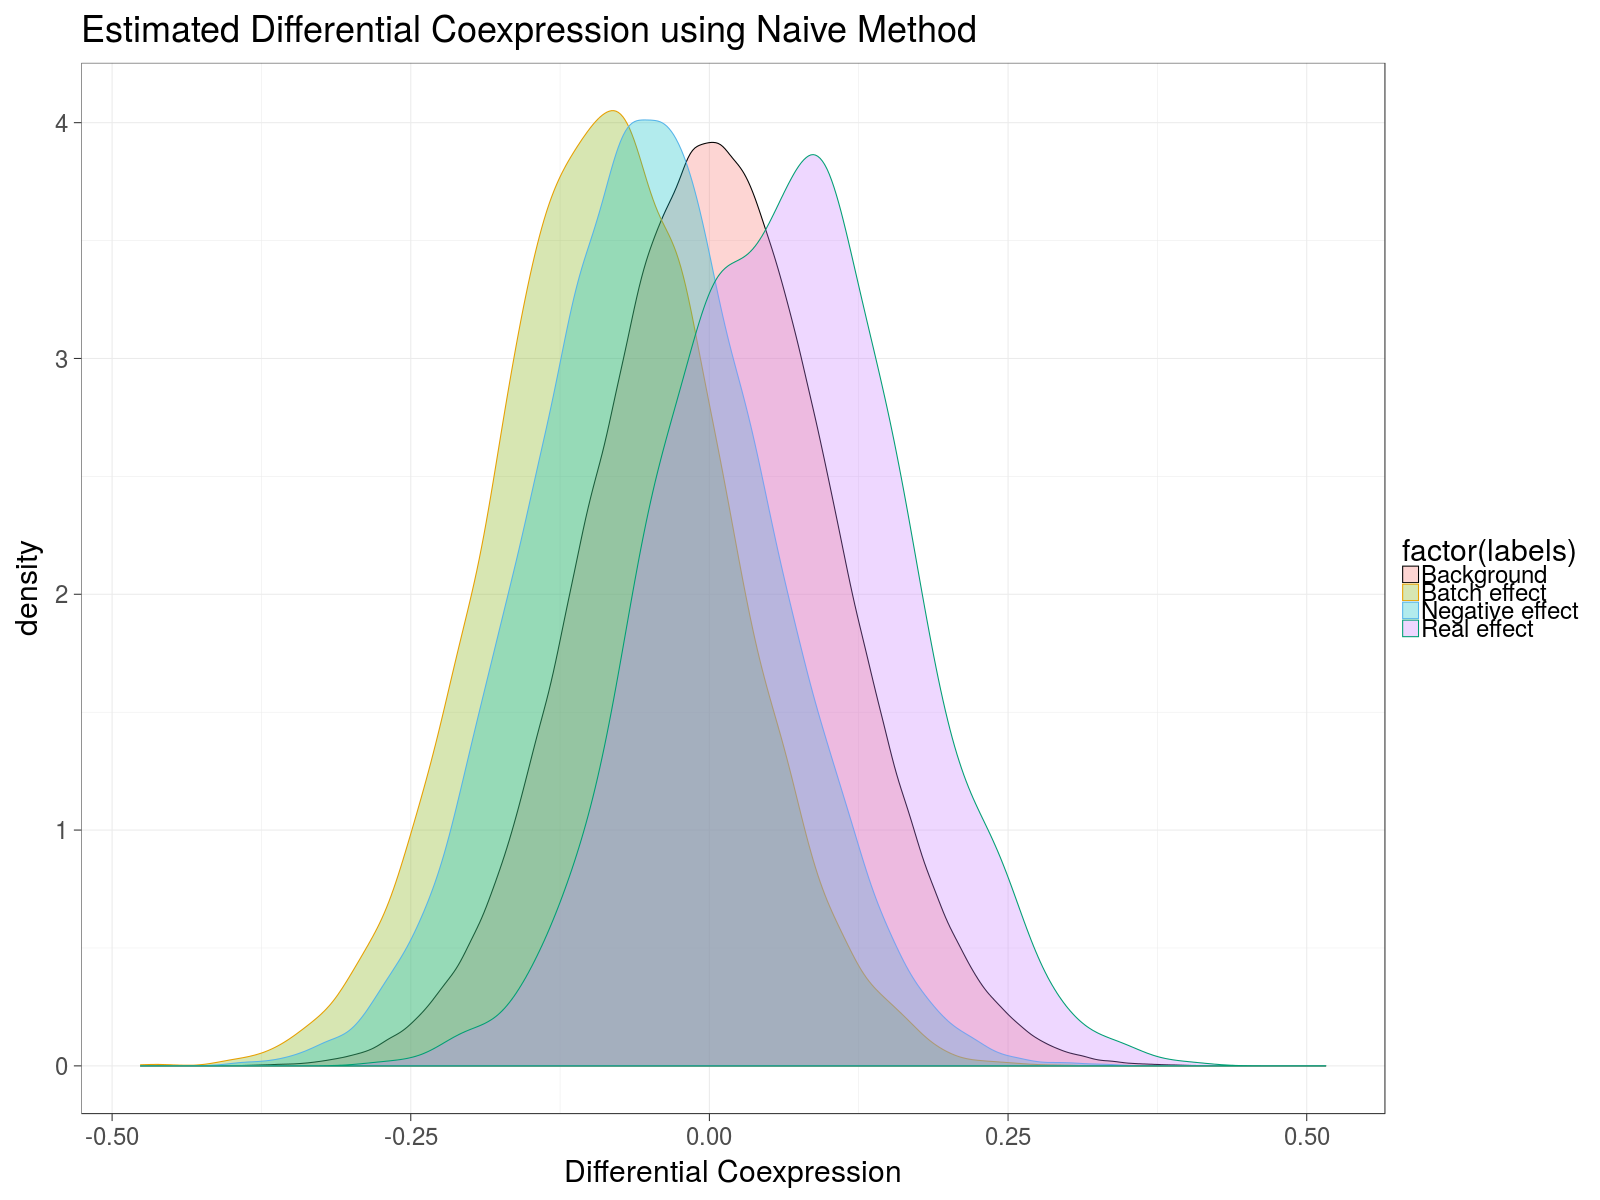 Estimated Differential Coexpression using Naive Method
density
4
3
2
1
0
-0.50
-0.25
0.00
0.25
0.50
Differential Coexpression
factor(labels)
Background
Batch effect
Negative effect
Real effect